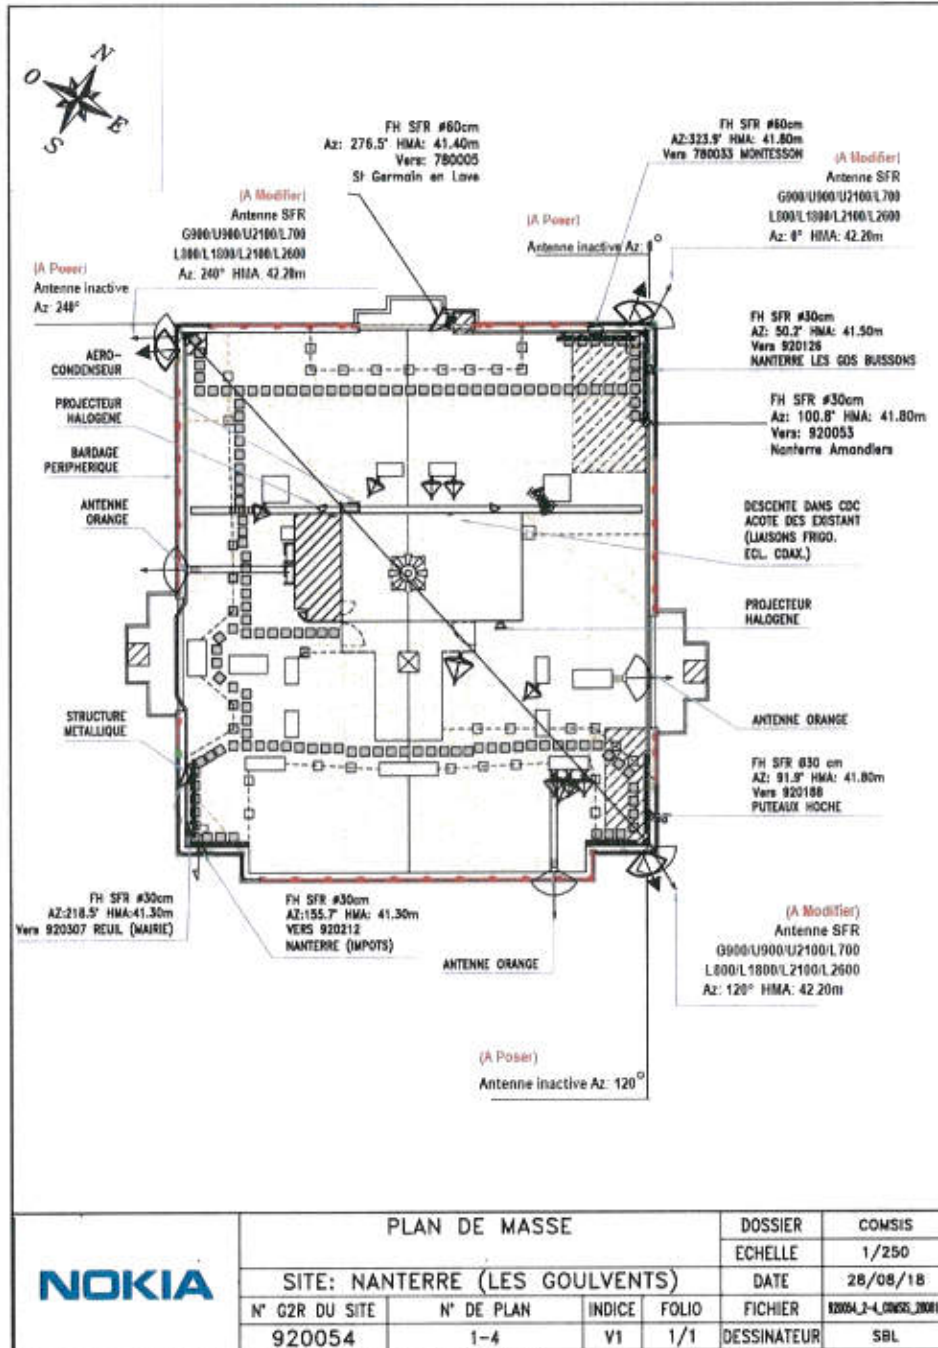 N
O
E
S
FH SFR ø60cm
Az: 276.5° HMA: 41.40m
Vers: 780005
St Germain en Lave
FH SFR ø60cm
AZ:323.9° HMA: 41.80m
Vers 780033 MONTESSON
(A Modifier)
Antenne SFR
G900/U900/U2100/L700
L800/L1800/L2100/L2600
Az: 0° HMA: 42.20m
(A Modifier)
Antenne SFR
G900/U900/U2100/L700
L800/L1800/L2100/L2600
Az: 240° HMA: 42.20m
(A Poser)
Antenne inactive Az: 0°
(A Poser)
Antenne inactive
Az: 240°
FH SFR ø30cm
AZ: 50.2° HMA: 41.50m
Vers 920126
NANTERRE LES GOS BUISSONS
AERO-
CONDENSEUR
PROJECTEUR
HALOGENE
FH SFR ø30cm
Az: 100.8° HMA: 41.80m
Vers: 920053
Nanterre Amandiers
BARDAGE
PERIPHERIQUE
ANTENNE
ORANGE
DESCENTE DANS CDC
ACOTE DES EXISTANT
(LIAISONS FRIGO.
ECL. COAX.)
PROJECTEUR
HALOGENE
STRUCTURE
METALLIQUE
ANTENNE ORANGE
FH SFR Ø30 cm
AZ: 91.9° HMA: 41.80m
Vers 920188
PUTEAUX HOCHE
FH SFR ø30cm
AZ:218.5° HMA:41.30m
Vers 920307 REUIL (MAIRIE)
FH SFR ø30cm
AZ:155.7° HMA: 41.30m
VERS 920212
NANTERRE (IMPOTS)
ANTENNE ORANGE
(A Modifier)
Antenne SFR
G900/U900/U2100/L700
L800/L1800/L2100/L2600
Az: 120° HMA: 42.20m
(A Poser)
Antenne inactive Az: 120°
NOKIA
PLAN DE MASSE
DOSSIER COMSIS
ECHELLE 1/250
SITE: NANTERRE (LES GOULVENTS)
DATE 28/08/18
N° G2R DU SITE N° DE PLAN INDICE FOLIO
FICHIER
920054 1-4 V1 1/1
DESSINATEUR SBL